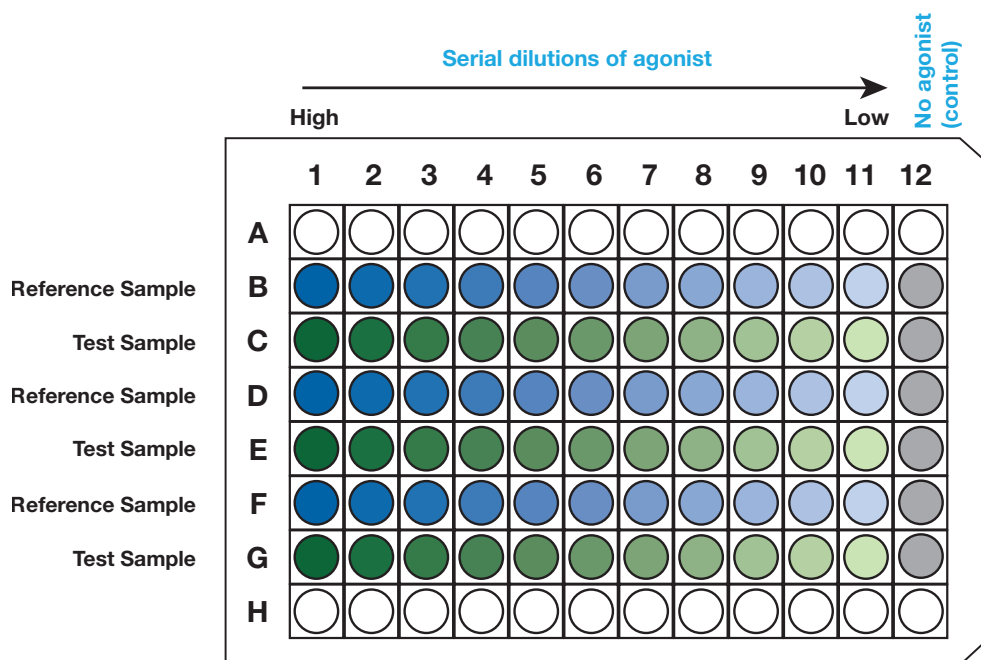 Serial dilutions of agonist
No agonist
(control)
High
Low
1 2 3 4 5 6 7 8 9 10 11 12
A
Reference Sample B
Test Sample C
Reference Sample D
Test Sample E
Reference Sample F
Test Sample G
H